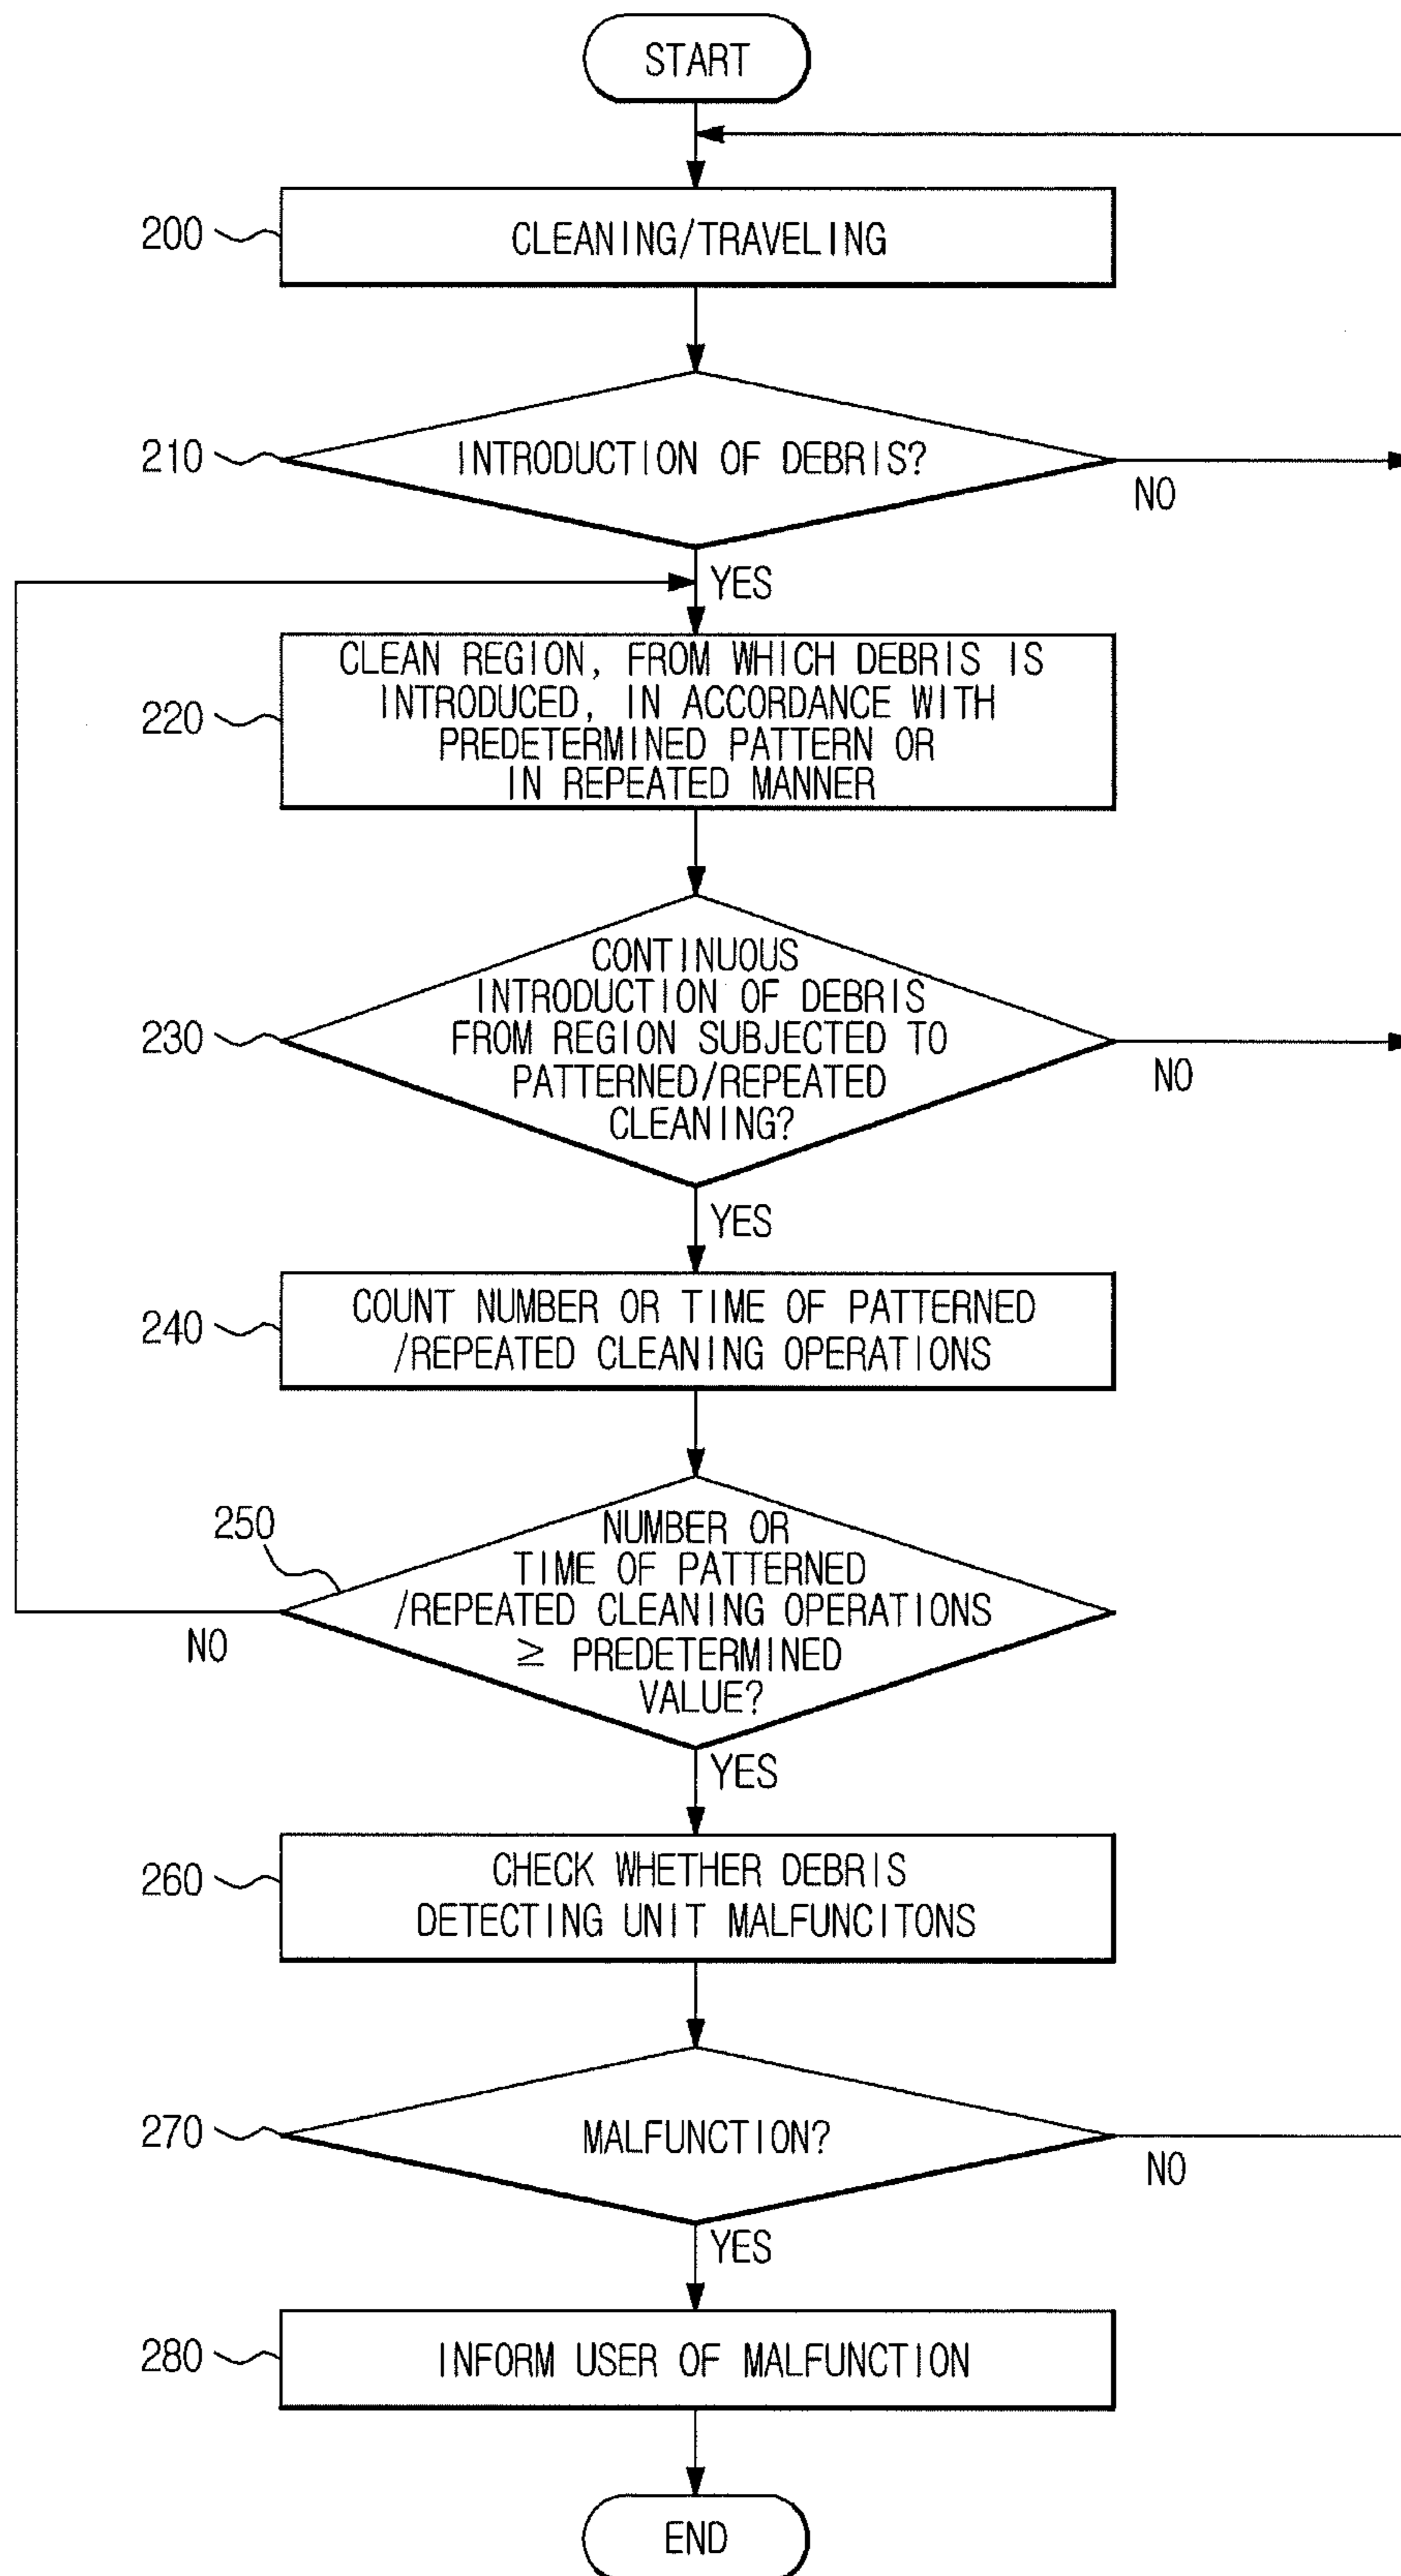 START
200
CLEANING/TRAVELING
210
INTRODUCTION OF DEBRIS?
NO
YES
220
CLEAN REGION, FROM WHICH DEBRIS IS
INTRODUCED, IN ACCORDANCE WITH
PREDETERMINED PATTERN OR
IN REPEATED MANNER
230
CONTINUOUS
INTRODUCTION OF DEBRIS
FROM REGION SUBJECTED TO
PATTERNED/REPEATED
CLEANING?
NO
YES
240
COUNT NUMBER OR TIME OF PATTERNED
/REPEATED CLEANING OPERATIONS
250
NUMBER OR
TIME OF PATTERNED
/REPEATED CLEANING OPERATIONS
≥ PREDETERMINED
VALUE?
NO
YES
260
CHECK WHETHER DEBRIS
DETECTING UNIT MALFUNCITONS
270
MALFUNCTION?
NO
YES
280
INFORM USER OF MALFUNCTION
END